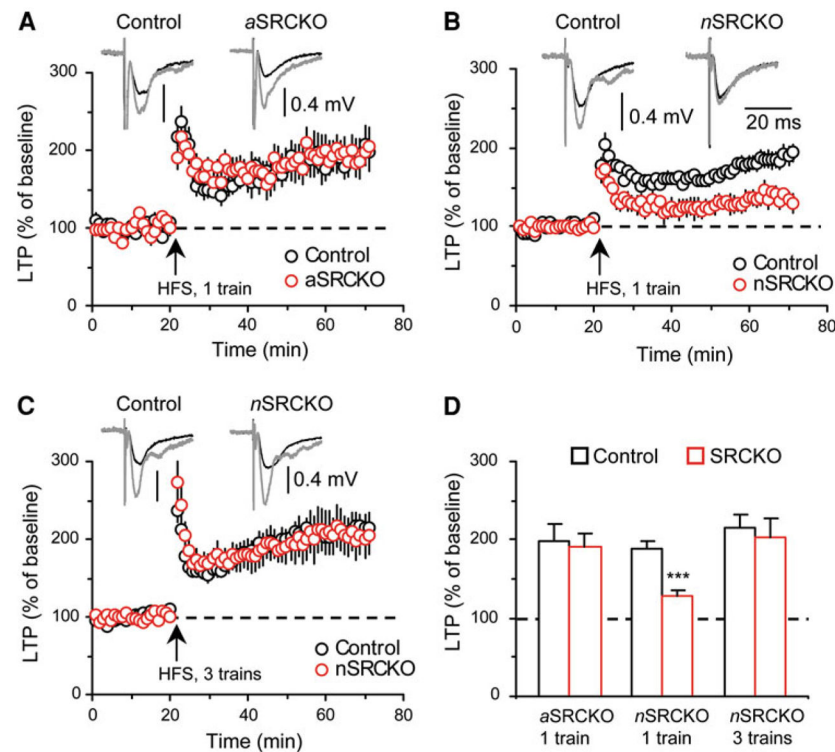 A
Control
aSRCKO
0.4 mV
LTP (% of baseline)
300
200
100
0
Control
aSRCKO
HFS, 1 train
0 20 40 60 80
Time (min)
B
Control
nSRCKO
0.4 mV
20 ms
LTP (% of baseline)
300
200
100
0
Control
nSRCKO
HFS, 1 train
0 20 40 60 80
Time (min)
C
Control
nSRCKO
0.4 mV
LTP (% of baseline)
300
200
100
0
Control
nSRCKO
HFS, 3 trains
0 20 40 60 80
Time (min)
D
Control SRCKO
LTP (% of baseline)
300
200
100
0
***
aSRCKO nSRCKO nSRCKO
1 train 1 train 3 trains